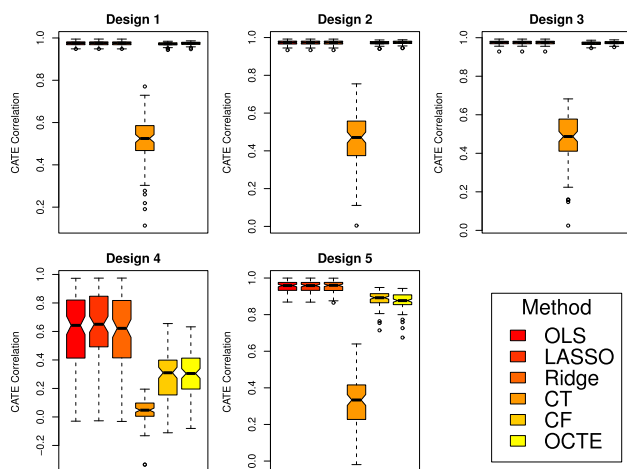 Design 1
CATE Correlation
1.0
0.8
0.6
0.4
0.2
Design 2
CATE Correlation
1.0
0.8
0.6
0.4
0.2
0.0
Design 3
CATE Correlation
1.0
0.8
0.6
0.4
0.2
0.0
Design 4
CATE Correlation
1.0
0.8
0.6
0.4
0.2
0.0
−0.2
Design 5
CATE Correlation
1.0
0.8
0.6
0.4
0.2
0.0
Method
OLS
LASSO
Ridge
CT
CF
OCTE